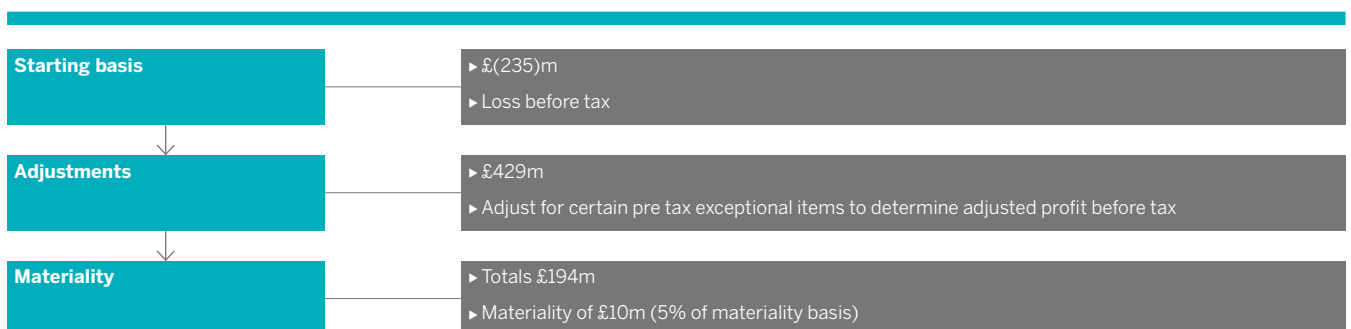 Starting basis
▸ £(235)m
▸ Loss before tax
Adjustments
▸ £429m
▸ Adjust for certain pre tax exceptional items to determine adjusted profit before tax
Materiality
▸ Totals £194m
▸ Materiality of £10m (5% of materiality basis)